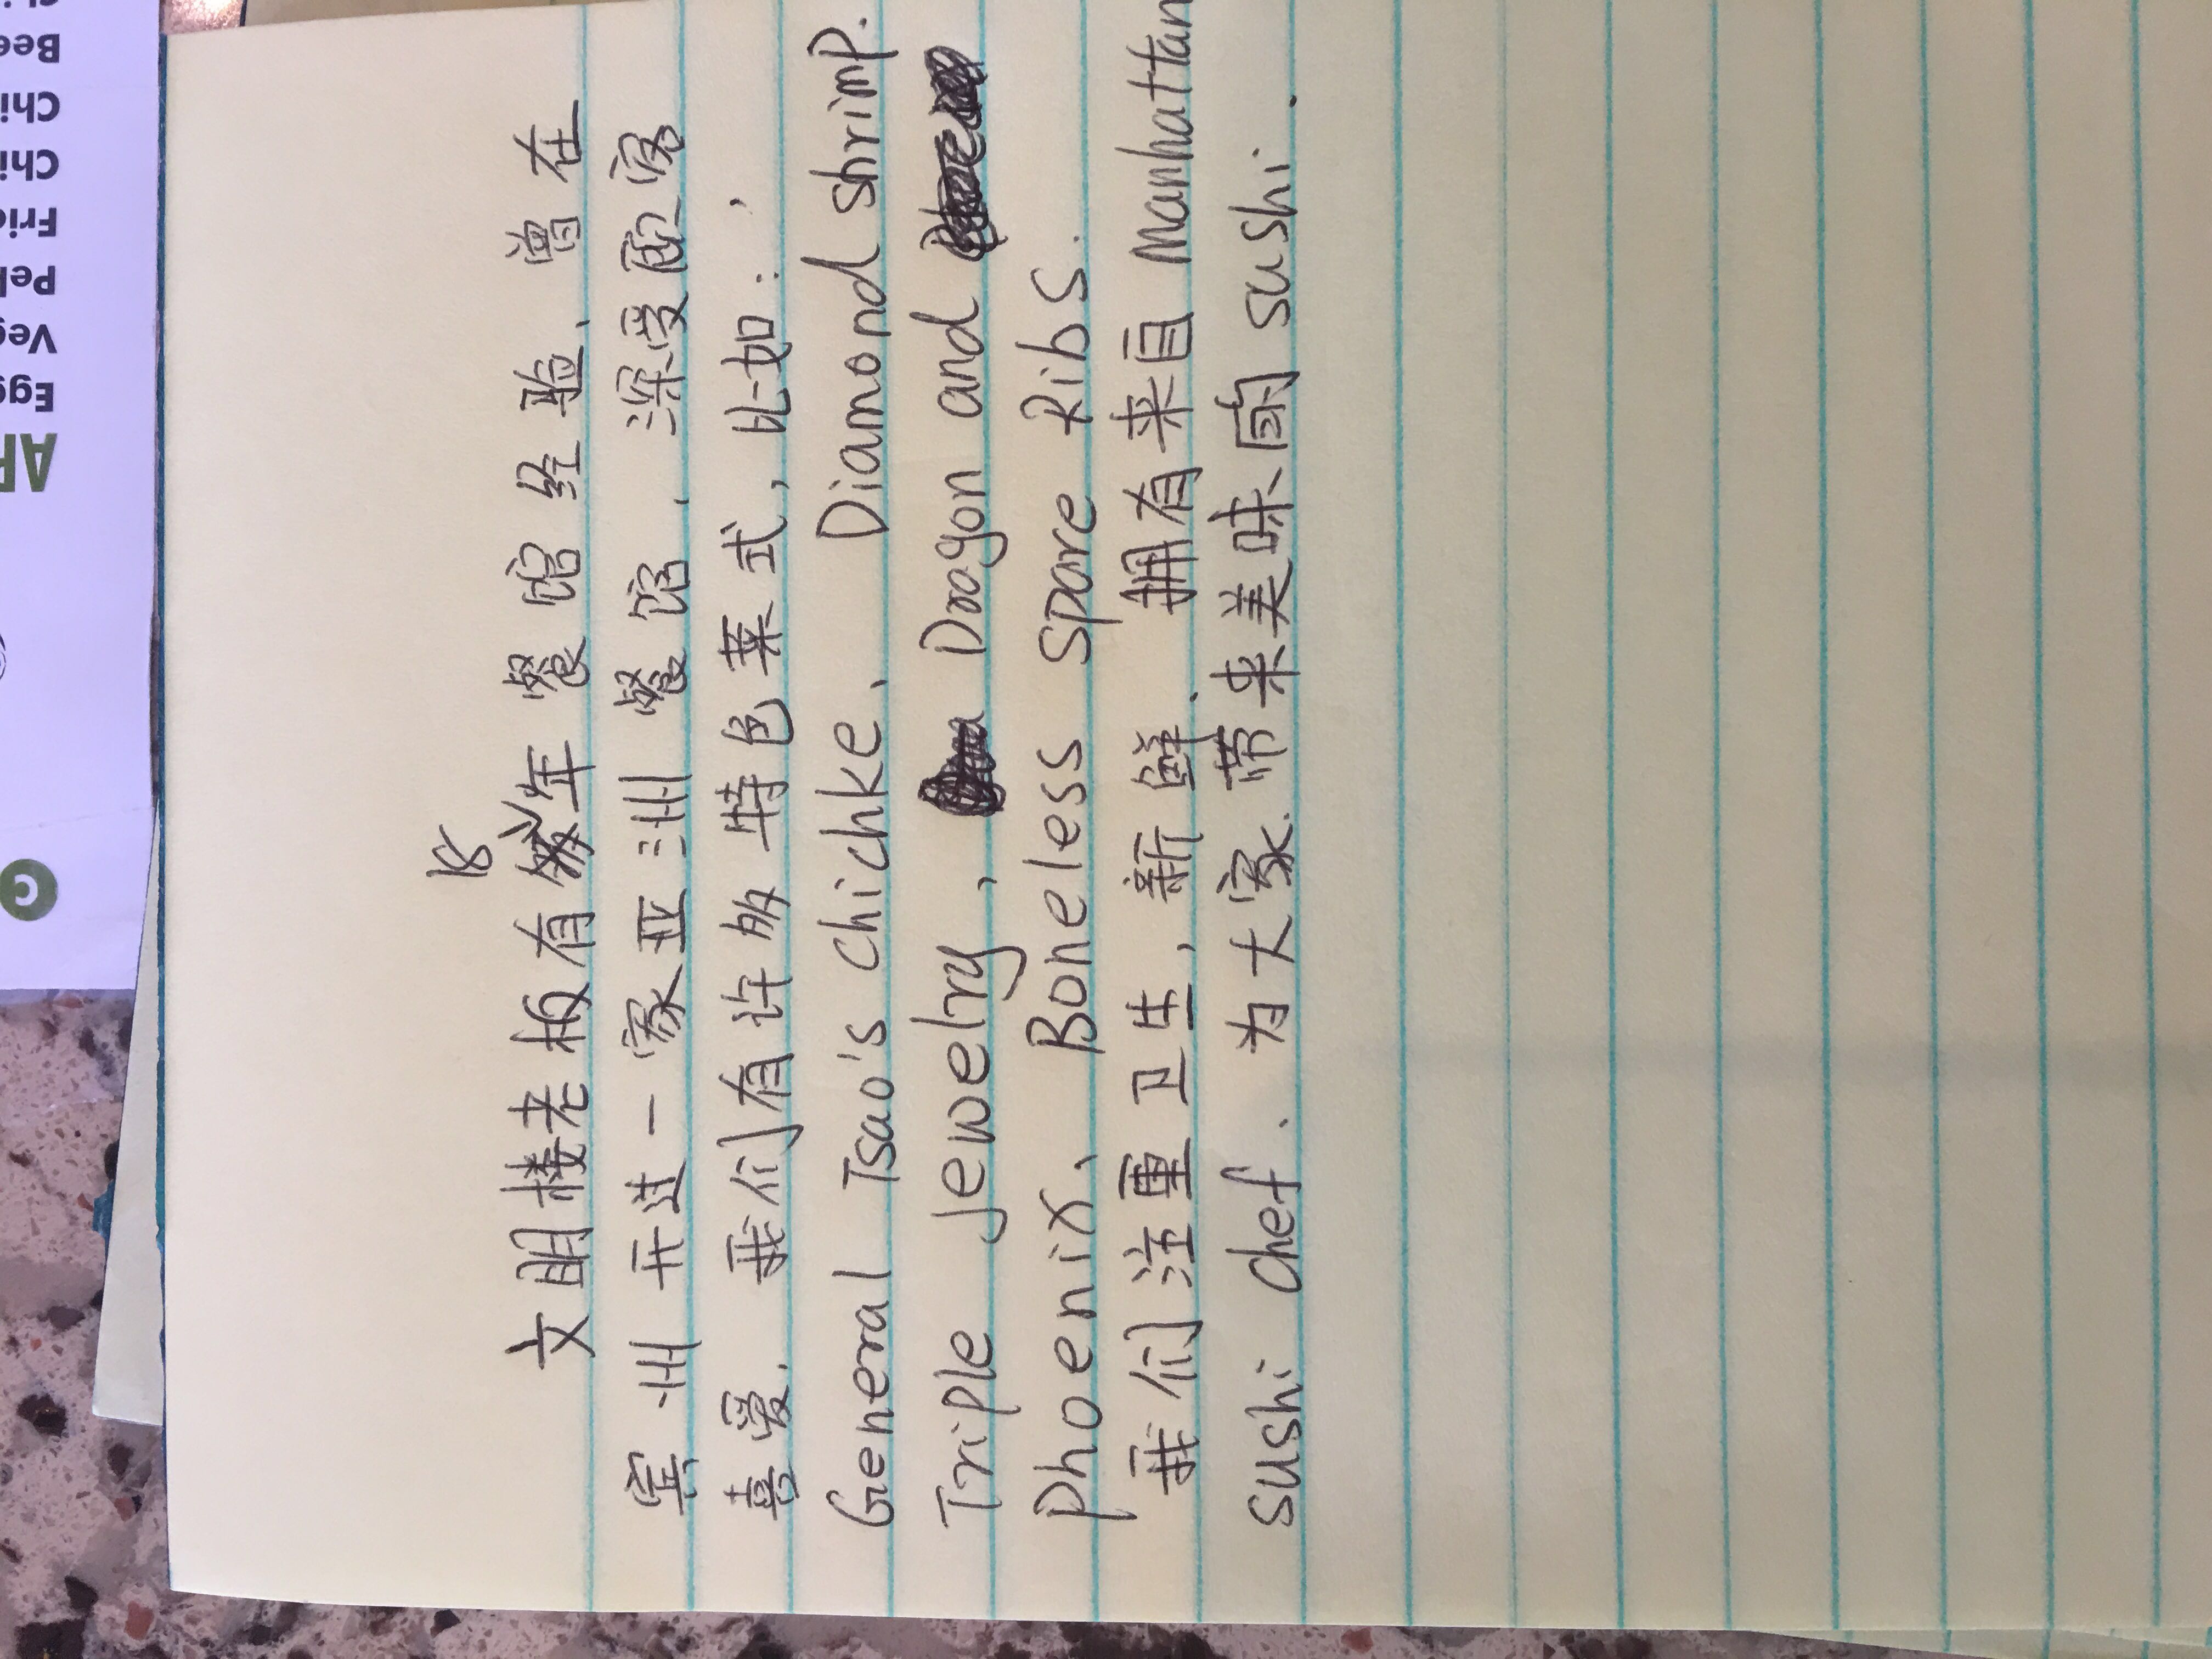 G
AP
Egg
Veg
Pek
Frie
Chi
Chi
Bee
18
文明楼老板有年餐馆经验、曾在
宾州开过一家亚洲餐馆，深受顾客
喜爱. 我们有许多特色菜式，比如：
General Tsao's Chichke、 Diamond shrimp.
Triple Jewelry, Dragon and
Phoenix、 Boneless Spare Ribs.
我们注重卫生，新鲜、拥有来自 Manhattan
sushi chef. 为大家.带来美味的 sushi.